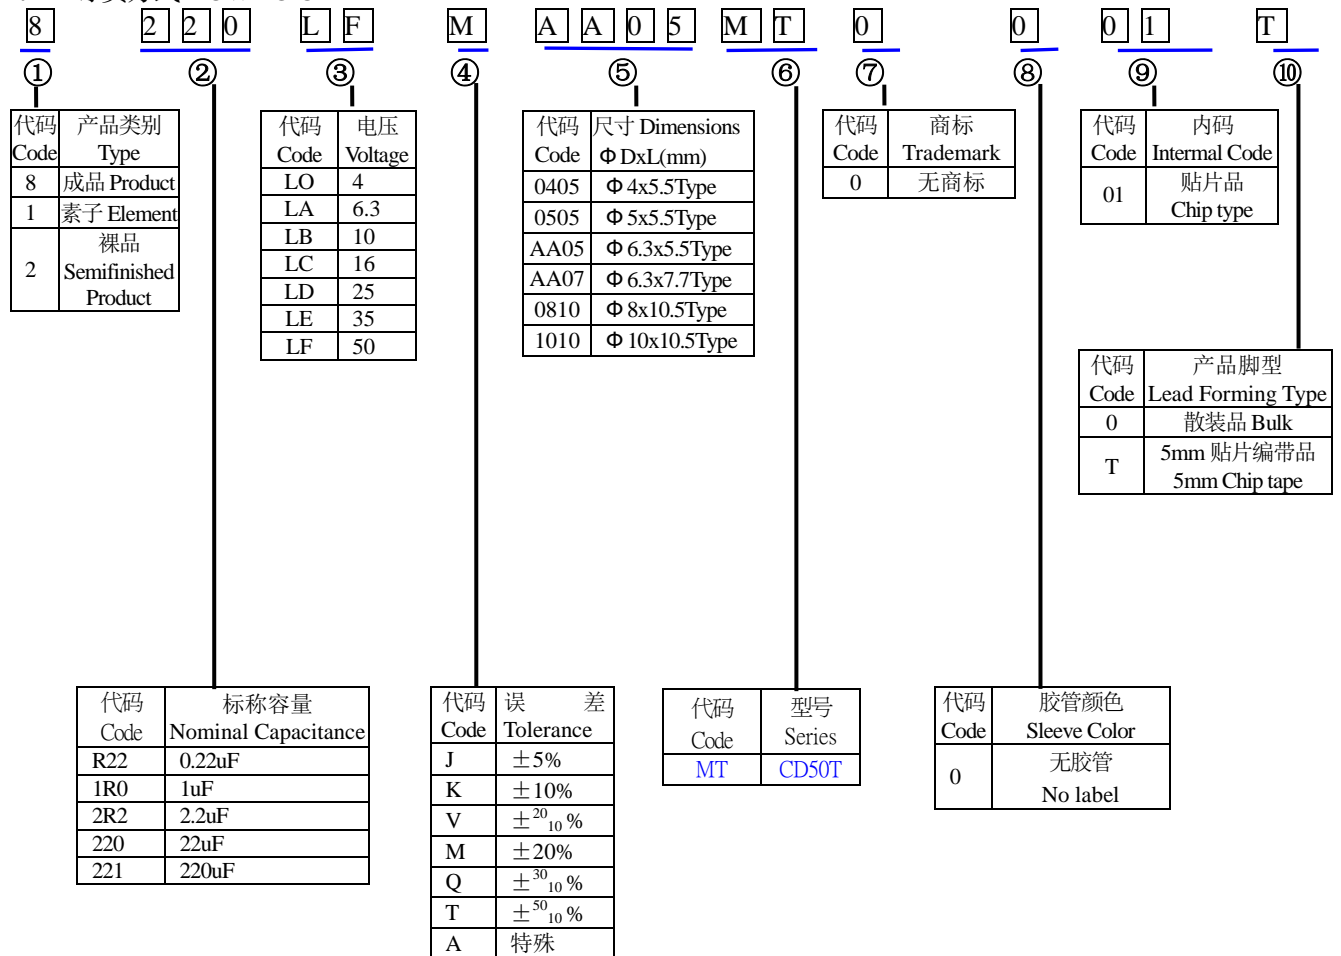 8 2 2 0 L F M A A 0 5 M T 0 0 0 1 T
① ② ③ ④ ⑤ ⑥ ⑦ ⑧ ⑨ ⑩
代码 产品类别
Code Type
8 成品 Product
1 素子 Element
2 裸品
Semifinished
Product
代码 电压
Code Voltage
LO 4
LA 6.3
LB 10
LC 16
LD 25
LE 35
LF 50
代码 尺寸 Dimensions
Code ΦDxL(mm)
0405 Φ4x5.5Type
0505 Φ5x5.5Type
AA05 Φ6.3x5.5Type
AA07 Φ6.3x7.7Type
0810 Φ8x10.5Type
1010 Φ10x10.5Type
代码 商标
Code Trademark
0 无商标
代码 内码
Code Intermal Code
01 贴片品
Chip type
代码 产品脚型
Code Lead Forming Type
0 散装品 Bulk
T 5mm 贴片编带品
5mm Chip tape
代码 标称容量
Code Nominal Capacitance
R22 0.22uF
1R0 1uF
2R2 2.2uF
220 22uF
221 220uF
代码 误 差
Code Tolerance
J ±5%
K ±10%
V ±²⁰₁₀%
M ±20%
Q ±³⁰₁₀%
T ±⁵⁰₁₀%
A 特殊
代码 型号
Code Series
MT CD50T
代码 胶管颜色
Code Sleeve Color
0 无胶管
No label